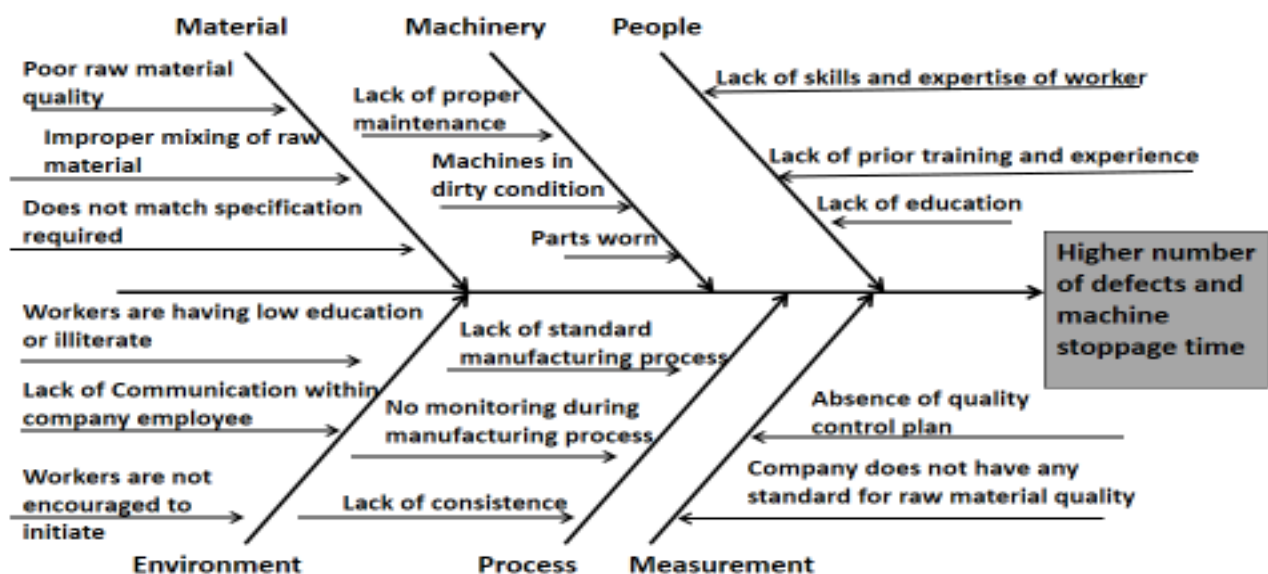 Material
Machinery
People
Poor raw material
quality
Improper mixing of raw
material
Does not match specification
required
Lack of proper
maintenance
Machines in
dirty condition
Parts worn
Lack of skills and expertise of worker
Lack of prior training and experience
Lack of education
Higher number
of defects and
machine
stoppage time
Workers are having low education
or illiterate
Lack of Communication within
company employee
Workers are not
encouraged to
initiate
Lack of standard
manufacturing process
No monitoring during
manufacturing process
Lack of consistence
Absence of quality
control plan
Company does not have any
standard for raw material quality
Environment
Process
Measurement